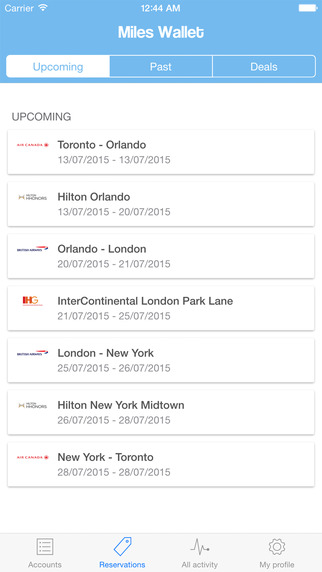 Carrier 12:44 AM
Miles Wallet
Upcoming Past Deals
UPCOMING
AIR CANADA
Toronto - Orlando
13/07/2015 - 13/07/2015
HILTON
HHONORS
Hilton Orlando
13/07/2015 - 20/07/2015
BRITISH AIRWAYS
Orlando - London
20/07/2015 - 21/07/2015
IHG
InterContinental London Park Lane
21/07/2015 - 25/07/2015
BRITISH AIRWAYS
London - New York
25/07/2015 - 26/07/2015
HILTON
HHONORS
Hilton New York Midtown
26/07/2015 - 28/07/2015
AIR CANADA
New York - Toronto
28/07/2015 - 28/07/2015
Accounts Reservations All activity My profile